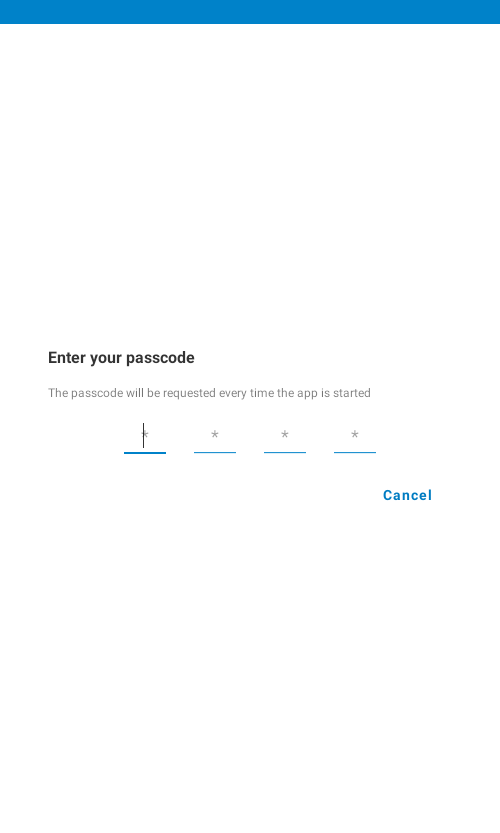 Enter your passcode
The passcode will be requested every time the app is started
* * * *
Cancel